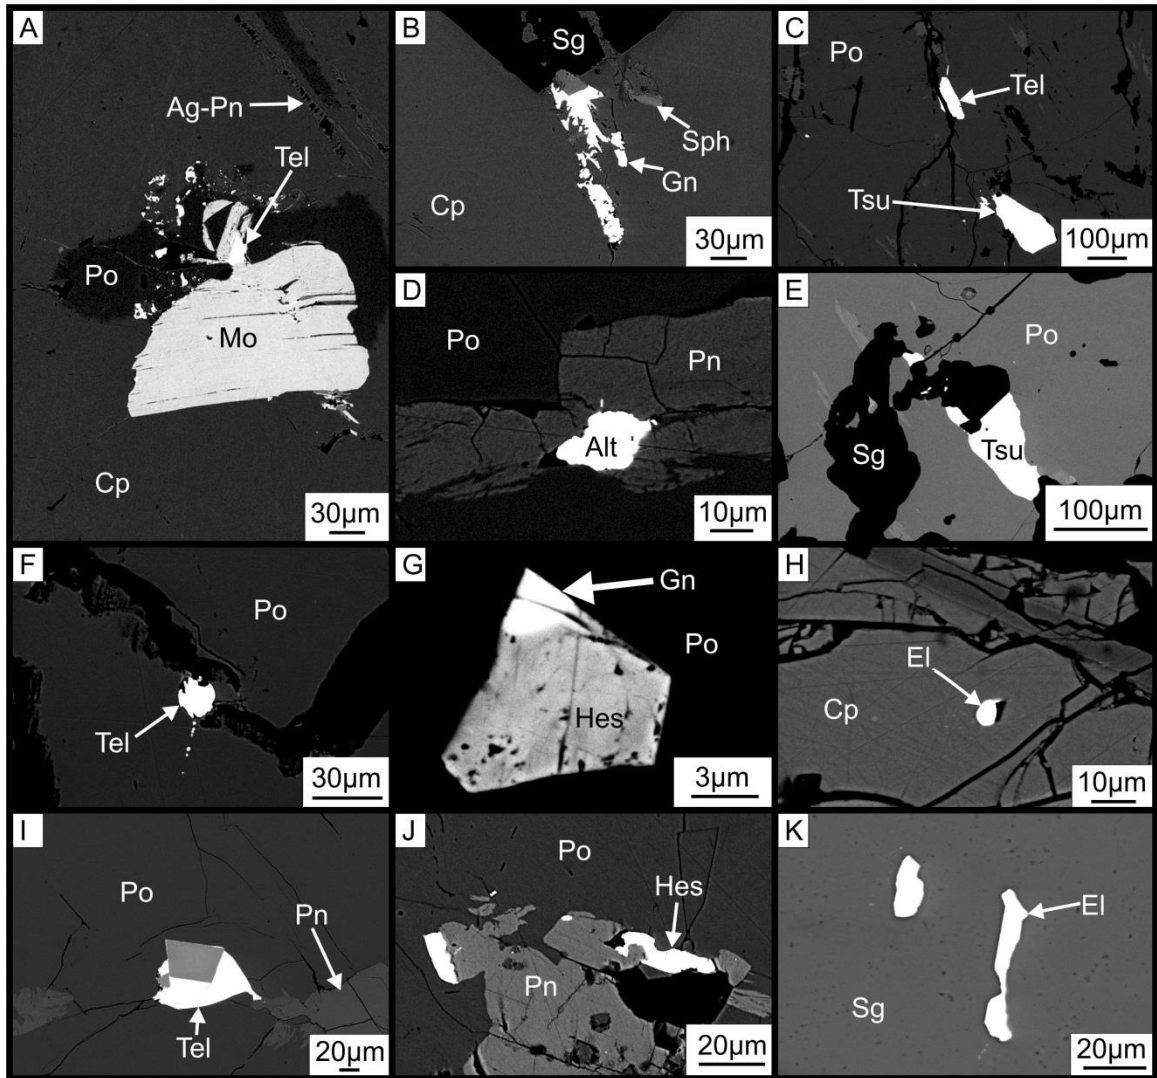 A
Ag-Pn
Tel
Po
Mo
Cp
30µm
B
Sg
Sph
Gn
Cp
30µm
C
Po
Tel
Tsu
100µm
D
Po
Pn
Alt
10µm
E
Po
Sg
Tsu
100µm
F
Po
Tel
30µm
G
Gn
Po
Hes
3µm
H
El
Cp
10µm
I
Po
Pn
Tel
20µm
J
Po
Hes
Pn
20µm
K
El
Sg
20µm